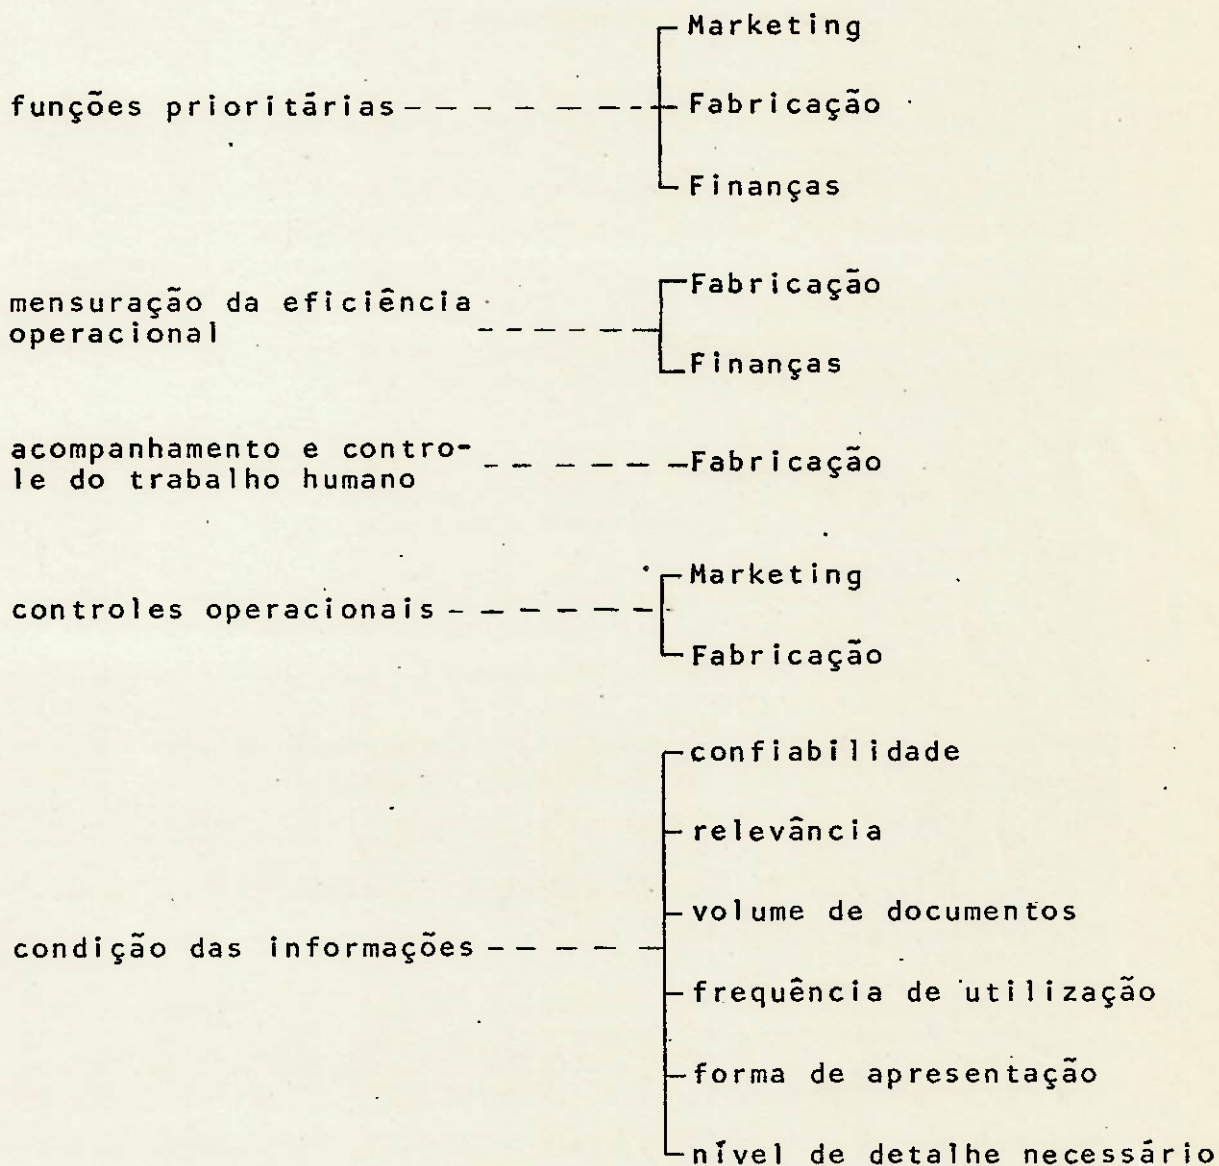 funções prioritárias
Marketing
Fabricação
Finanças
mensuração da eficiência
operacional
Fabricação
Finanças
acompanhamento e contro-
le do trabalho humano
Fabricação
controles operacionais
Marketing
Fabricação
condição das informações
confiabilidade
relevância
volume de documentos
frequência de utilização
forma de apresentação
nível de detalhe necessário